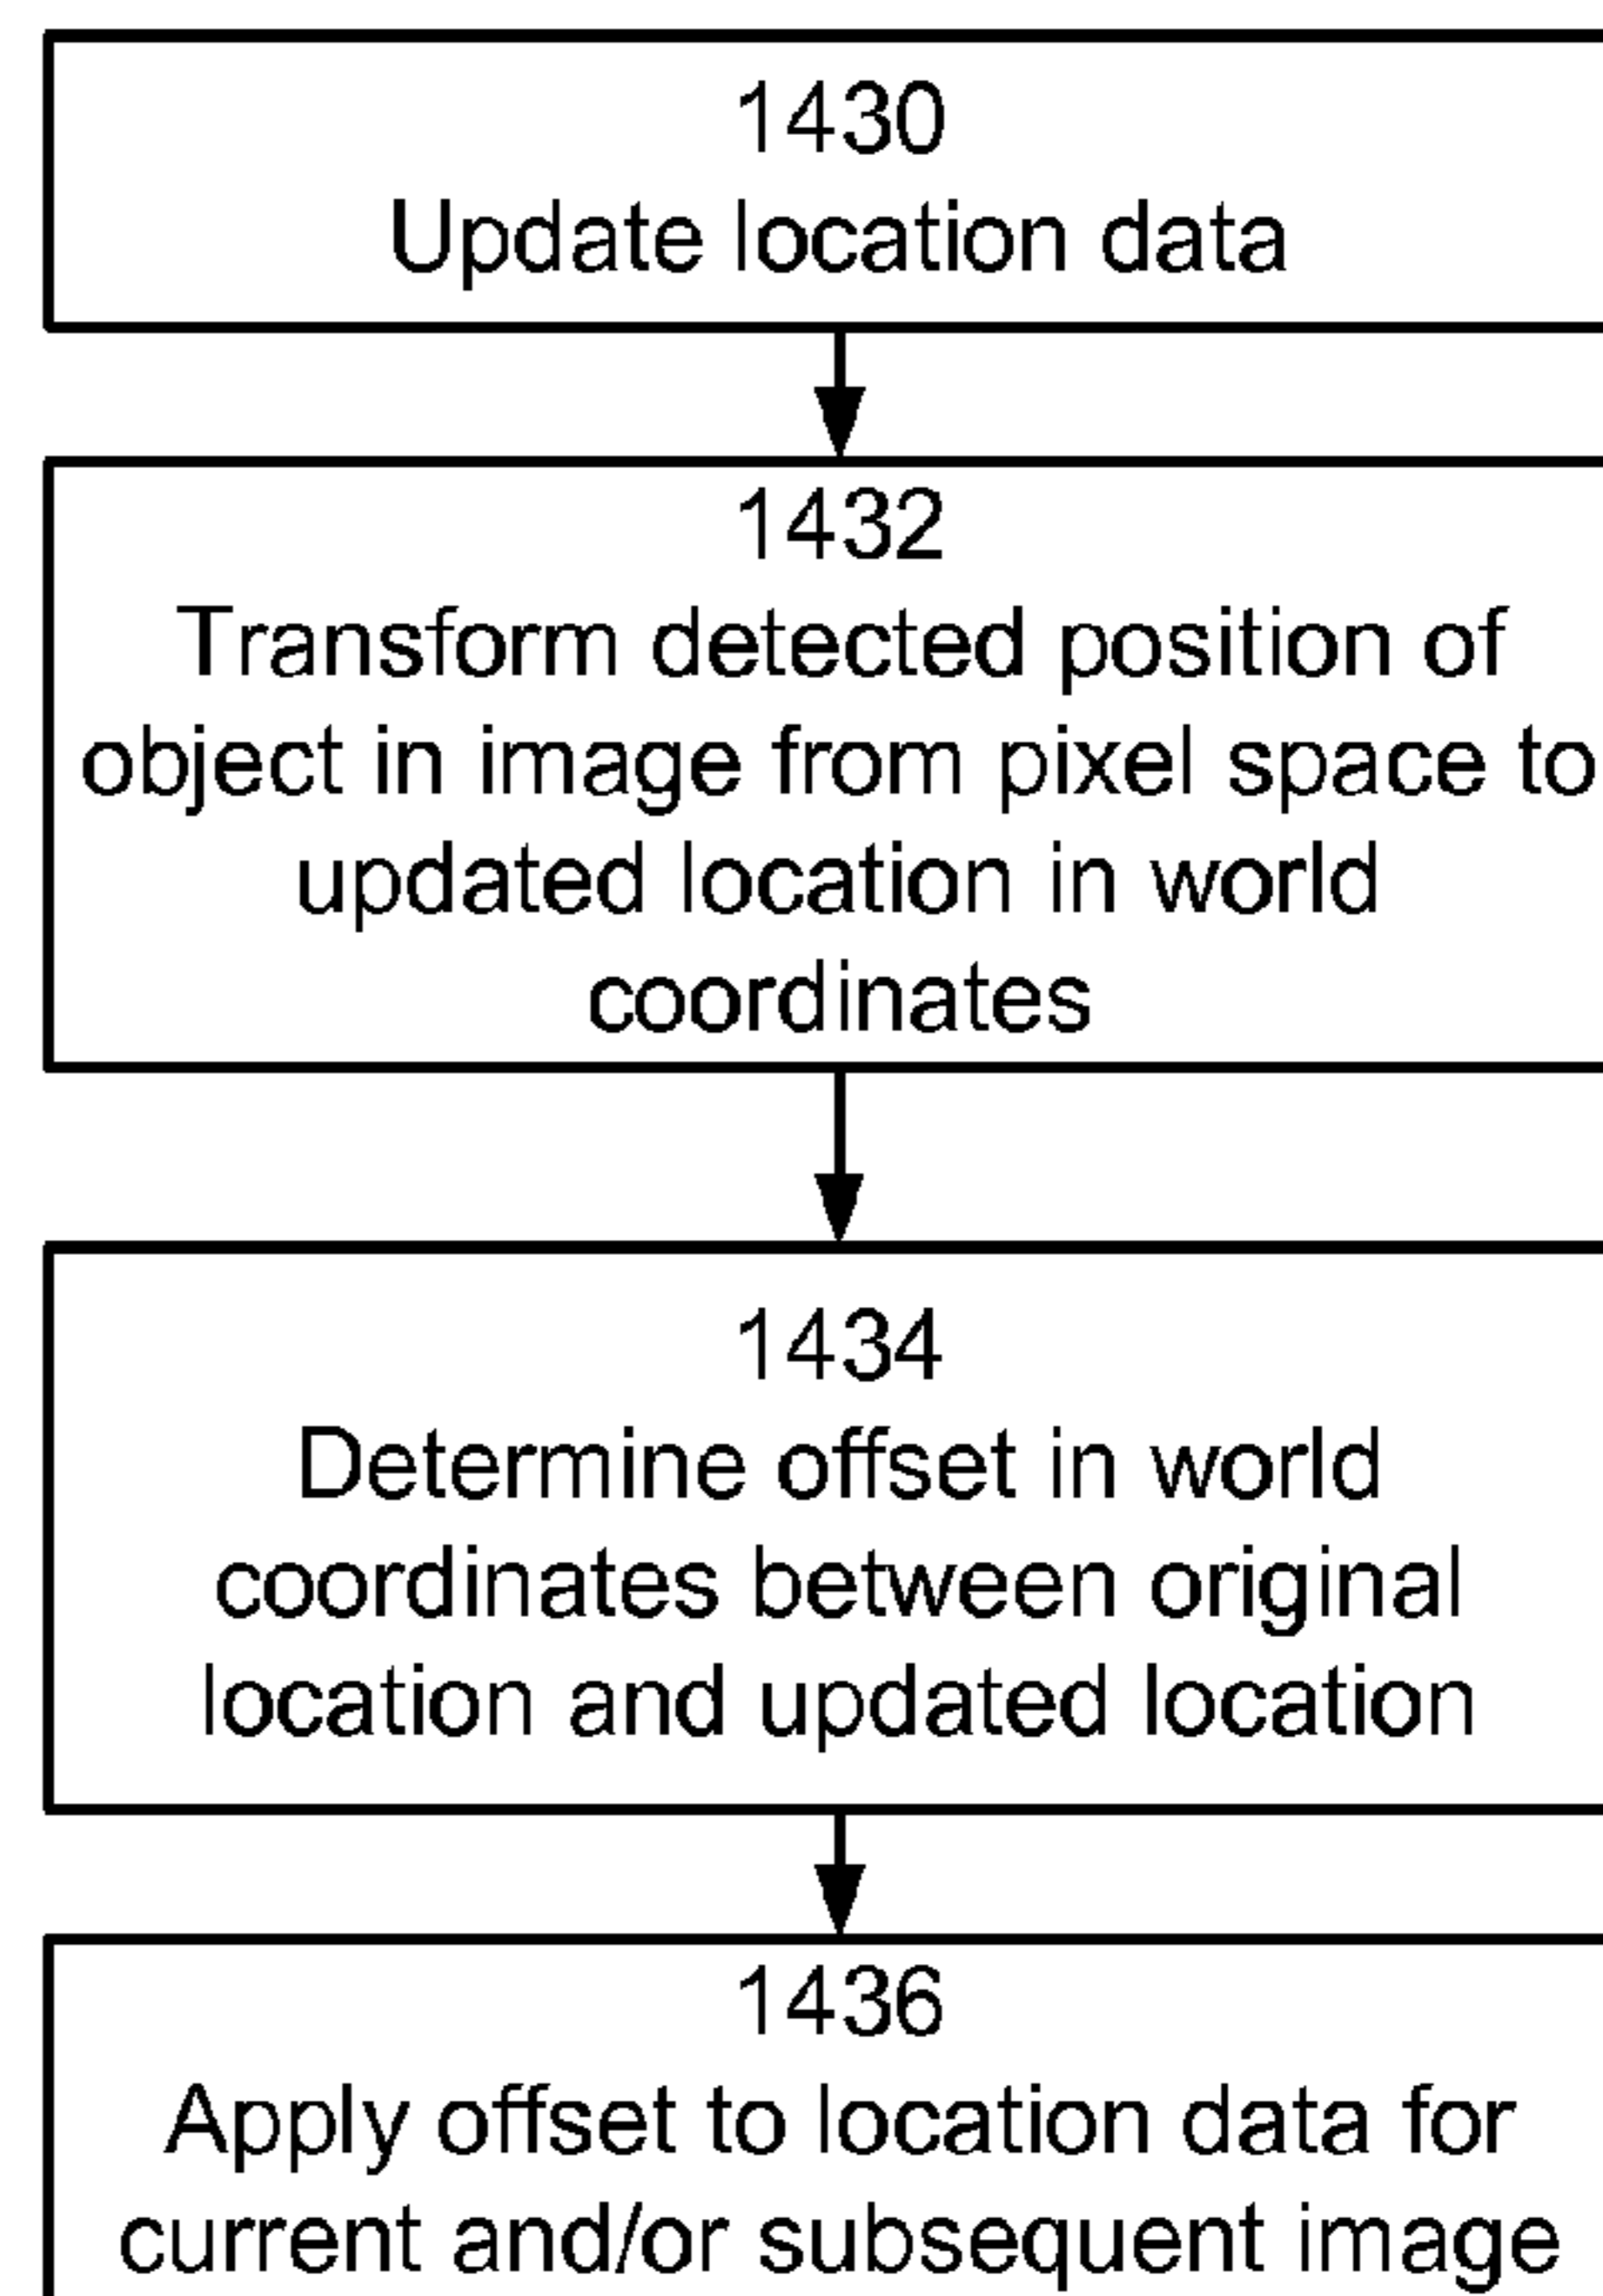 1430
Update location data
1432
Transform detected position of
object in image from pixel space to
updated location in world
coordinates
1434
Determine offset in world
coordinates between original
location and updated location
1436
Apply offset to location data for
current and/or subsequent image